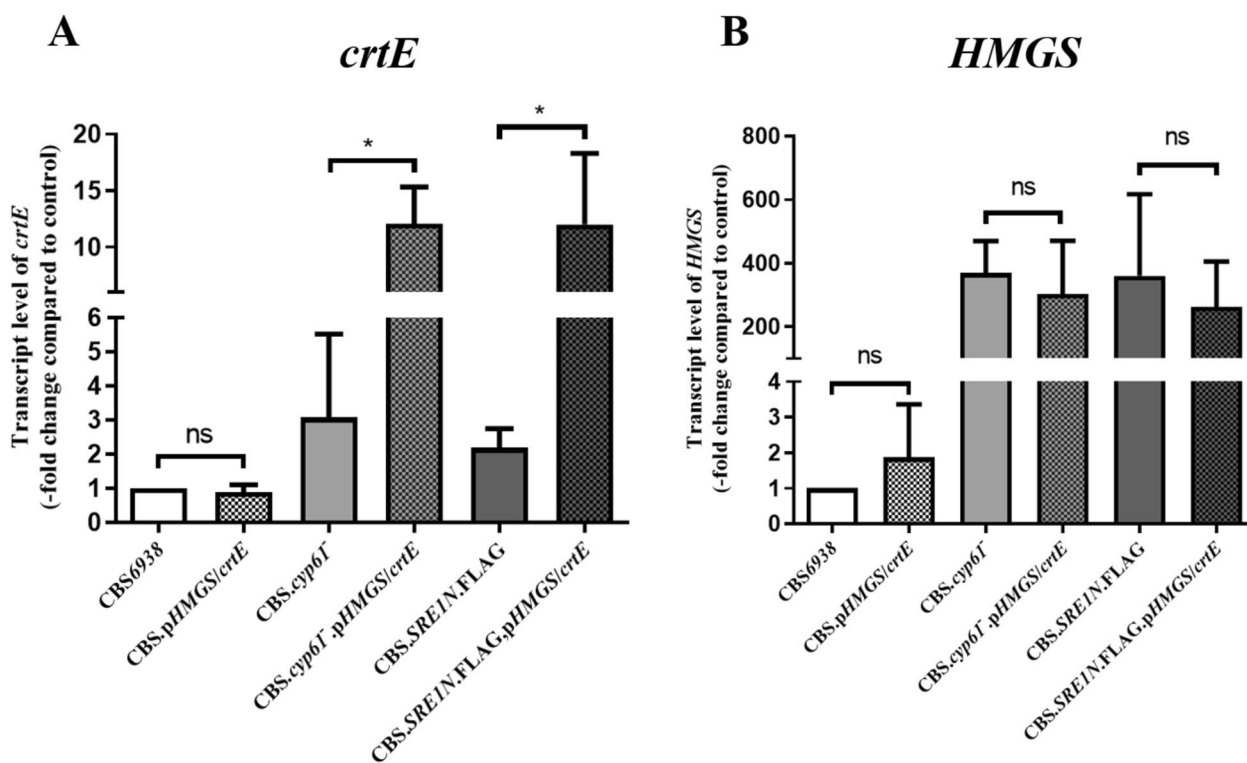 A
crtE
Transcript level of crtE
(-fold change compared to control)
20
15
10
6
5
4
3
2
1
0
ns
*
*
CBS6938
CBS.pHMGS/crtE
CBS.cyp61⁻
CBS.cyp61⁻.pHMGS/crtE
CBS.SRE1N.FLAG
CBS.SRE1N.FLAG,pHMGS/crtE
B
HMGS
Transcript level of HMGS
(-fold change compared to control)
800
600
400
200
4
3
2
1
0
ns
ns
ns
CBS6938
CBS.pHMGS/crtE
CBS.cyp61⁻
CBS.cyp61⁻.pHMGS/crtE
CBS.SRE1N.FLAG
CBS.SRE1N.FLAG.pHMGS/crtE